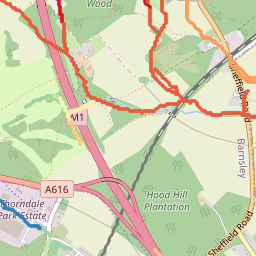 Wood
Sheffield Road
M1
Barnsley
A616
Thorndale
Park Estate
Hood Hill
Plantation
Sheffield Road